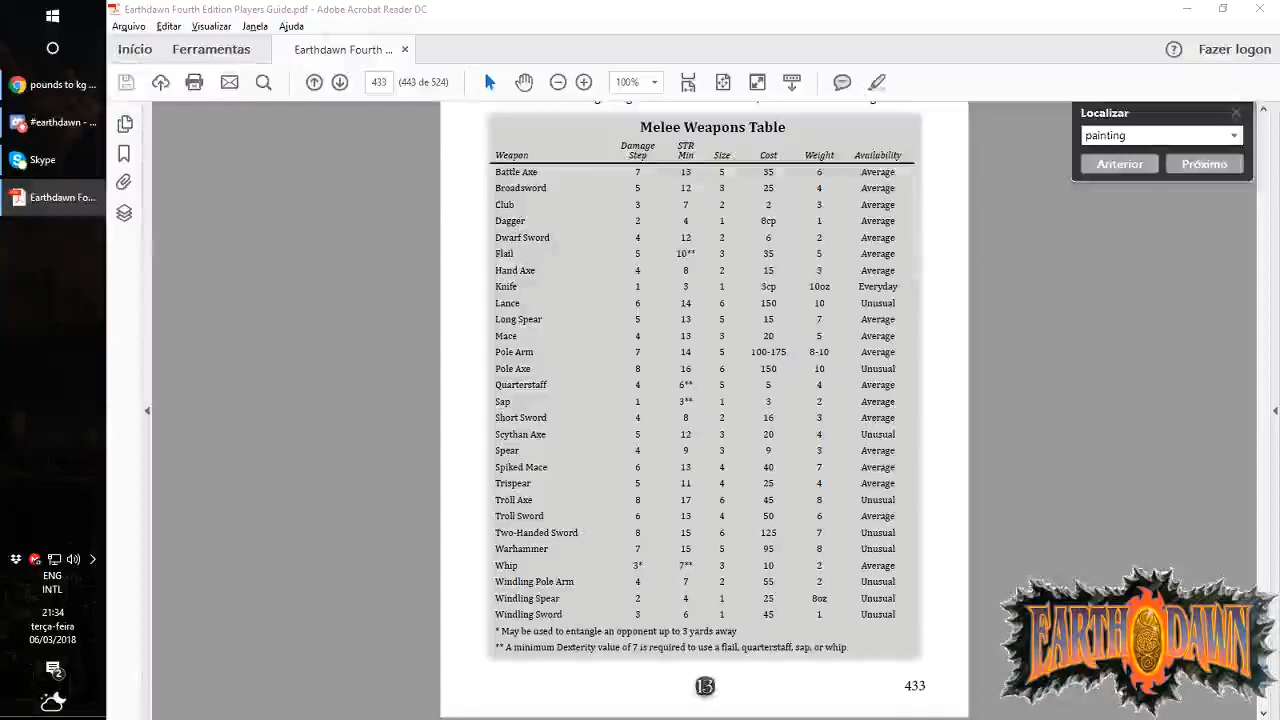 Earthdawn Fourth Edition Players Guide.pdf - Adobe Acrobat Reader DC
Arquivo Editar Visualizar Janela Ajuda
Início Ferramentas Earthdawn Fourth ... × Fazer logon
433 (443 de 524) 100%
pounds to kg ...
#earthdawn - ...
Skype
Earthdawn Fo...
Localizar
painting
Anterior Próximo
Melee Weapons Table
Damage STR
Weapon Step Min Size Cost Weight Availability
Battle Axe 7 13 5 35 6 Average
Broadsword 5 12 3 25 4 Average
Club 3 7 2 2 3 Average
Dagger 2 4 1 8cp 1 Average
Dwarf Sword 4 12 2 6 2 Average
Flail 5 10** 3 35 5 Average
Hand Axe 4 8 2 15 3 Average
Knife 1 3 1 3cp 10oz Everyday
Lance 6 14 6 150 10 Unusual
Long Spear 5 13 5 15 7 Average
Mace 4 13 3 20 5 Average
Pole Arm 7 14 5 100-175 8-10 Average
Pole Axe 8 16 6 150 10 Unusual
Quarterstaff 4 6** 5 5 4 Average
Sap 1 3** 1 3 2 Average
Short Sword 4 8 2 16 3 Average
Scythan Axe 5 12 3 20 4 Unusual
Spear 4 9 3 9 3 Average
Spiked Mace 6 13 4 40 7 Average
Trispear 5 11 4 25 4 Average
Troll Axe 8 17 6 45 8 Unusual
Troll Sword 6 13 4 50 6 Average
Two-Handed Sword 8 15 6 125 7 Unusual
Warhammer 7 15 5 95 8 Unusual
Whip 3* 7** 3 10 2 Average
Windling Pole Arm 4 7 2 55 2 Unusual
Windling Spear 2 4 1 25 8oz Unusual
Windling Sword 3 6 1 45 1 Unusual
* May be used to entangle an opponent up to 3 yards away
** A minimum Dexterity value of 7 is required to use a flail, quarterstaff, sap, or whip.
13 433
ENG
INTL
21:34
terça-feira
06/03/2018
2
EARTHDAWN